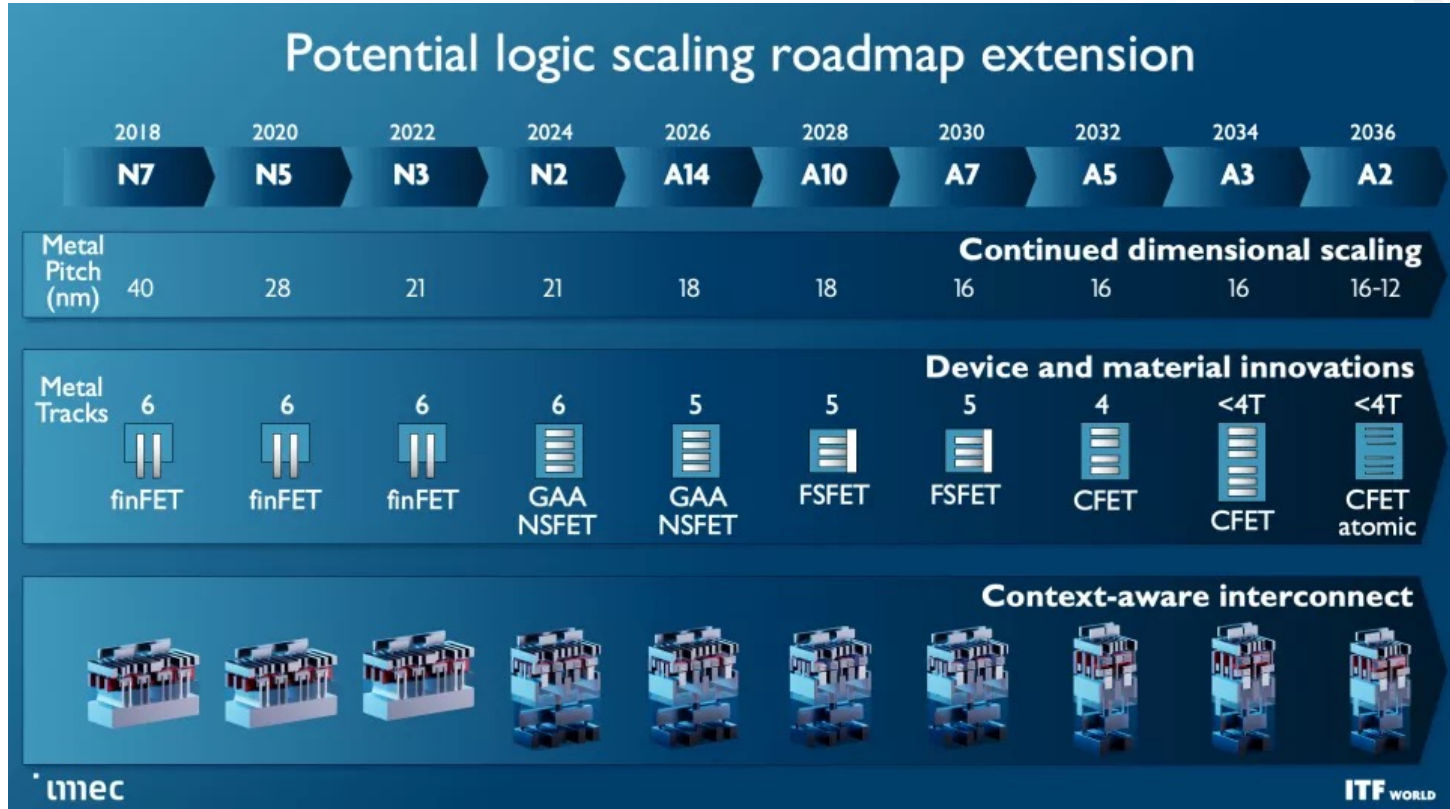 Potential logic scaling roadmap extension
2018 2020 2022 2024 2026 2028 2030 2032 2034 2036
N7 N5 N3 N2 A14 A10 A7 A5 A3 A2
Continued dimensional scaling
Metal
Pitch
(nm) 40 28 21 21 18 18 16 16 16 16-12
Device and material innovations
Metal
Tracks 6 6 6 6 5 5 5 4 <4T <4T
finFET finFET finFET GAA NSFET GAA NSFET FSFET FSFET CFET CFET CFET atomic
Context-aware interconnect
imec
ITF WORLD